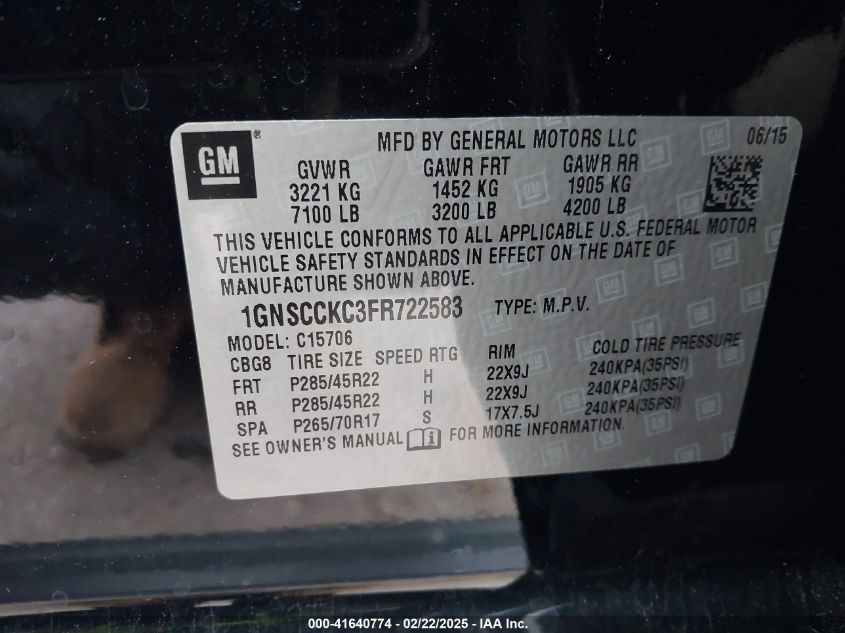 GM®
MFD BY GENERAL MOTORS LLC 06/15
GVWR GAWR FRT GAWR RR
3221 KG 1452 KG 1905 KG
7100 LB 3200 LB 4200 LB
THIS VEHICLE CONFORMS TO ALL APPLICABLE U.S. FEDERAL MOTOR
VEHICLE SAFETY STANDARDS IN EFFECT ON THE DATE OF
MANUFACTURE SHOWN ABOVE.
1GNSCCKC3FR722583 TYPE: M.P.V.
MODEL: C15706
CBG8 TIRE SIZE SPEED RTG RIM COLD TIRE PRESSURE
FRT P285/45R22 H 22X9J 240KPA(35PSI)
RR P285/45R22 H 22X9J 240KPA(35PSI)
SPA P265/70R17 S 17X7.5J 240KPA(35PSI)
SEE OWNER'S MANUAL i FOR MORE INFORMATION.
000-41640774 - 02/22/2025 - IAA Inc.